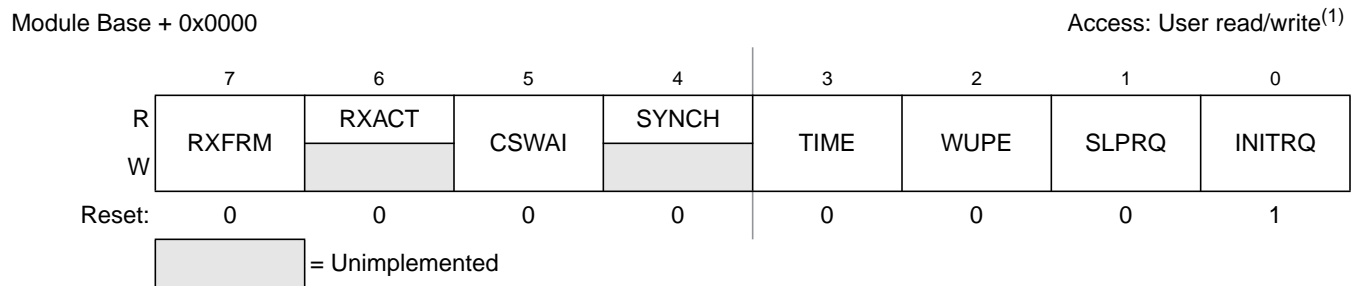 Module Base + 0x0000 Access: User read/write(1)
7 6 5 4 3 2 1 0
R RXFRM RXACT CSWAI SYNCH TIME WUPE SLPRQ INITRQ
W
Reset: 0 0 0 0 0 0 0 1
= Unimplemented